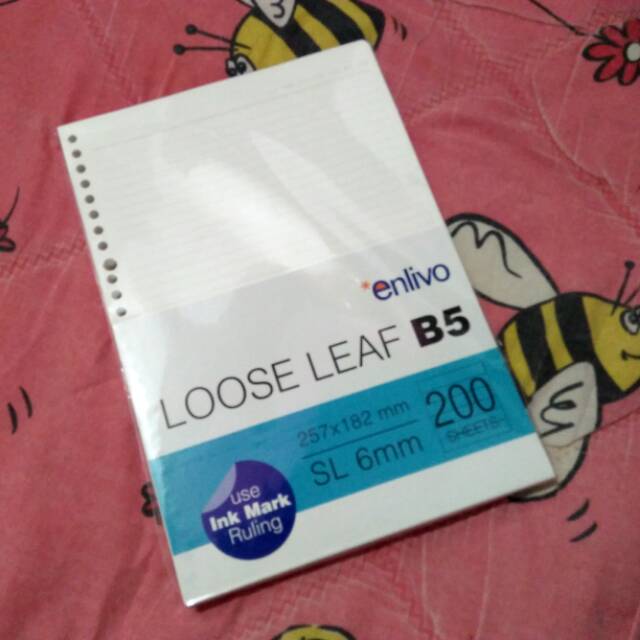 *enlivo
LOOSE LEAF B5
257x182 mm
SL 6mm
200
SHEETS
use
Ink Mark
Ruling